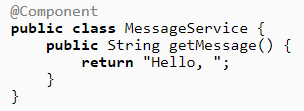 @Component
public class MessageService {
    public String getMessage() {
        return "Hello, ";
    }
}